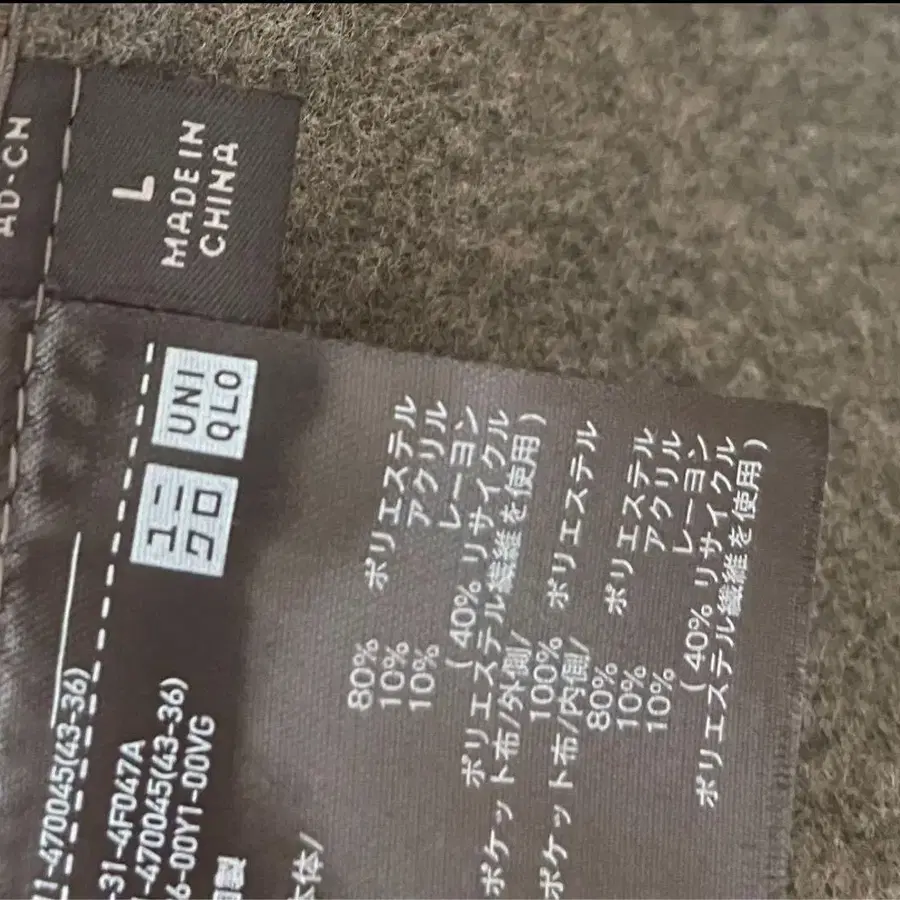 AD·CN
L
MADE IN
CHINA
ユニ
クロ
UNI
QLO
11-470045(43-36)
-31-4F047A
-470045(43-36)
6-00Y1-00VG
製
本体/
80% ポリエステル
10% アクリル
10% レーヨン
(40% リサイクル
ポリエステル繊維を使用)
ポケット布/外側/
100% ポリエステル
ポケット布/内側/
80% ポリエステル
10% アクリル
10% レーヨン
(40% リサイクル
ポリエステル繊維を使用)